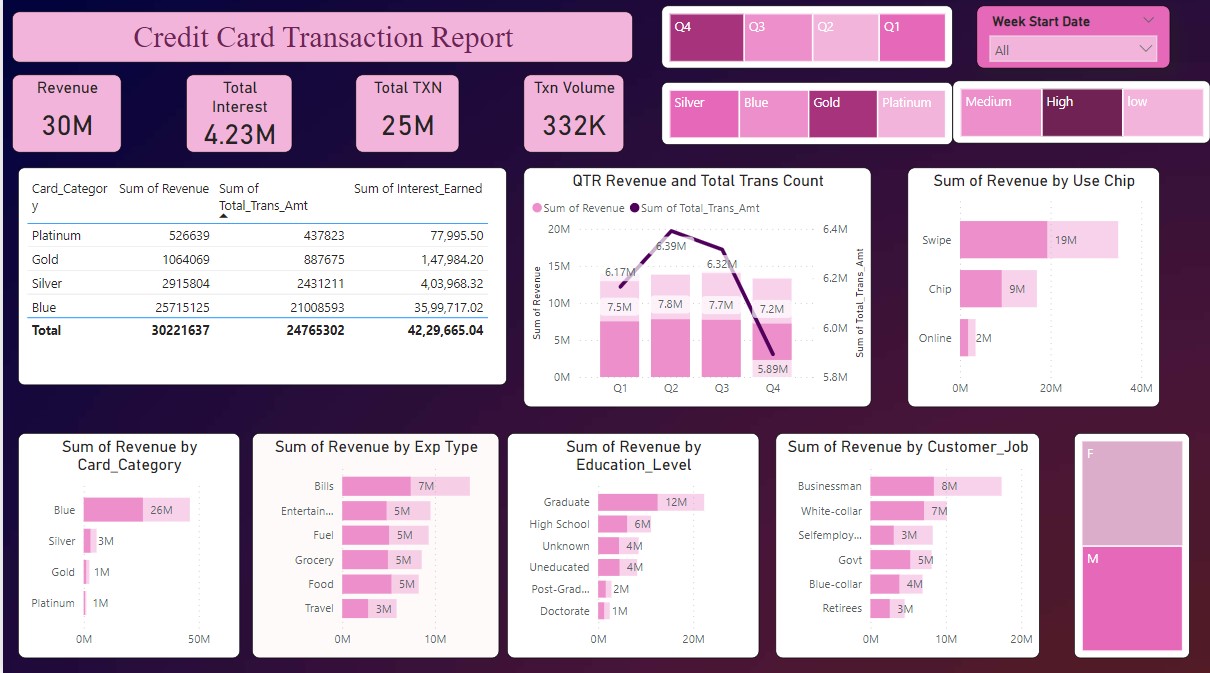 Credit Card Transaction Report
Q4 Q3 Q2 Q1
Week Start Date
All
Revenue
30M
Total
Interest
4.23M
Total TXN
25M
Txn Volume
332K
Silver Blue Gold Platinum
Medium High low
Card_Categor
y
Sum of Revenue
Sum of
Total_Trans_Amt
Sum of Interest_Earned
Platinum 526639 437823 77,995.50
Gold 1064069 887675 1,47,984.20
Silver 2915804 2431211 4,03,968.32
Blue 25715125 21008593 35,99,717.02
Total 30221637 24765302 42,29,665.04
QTR Revenue and Total Trans Count
Sum of Revenue Sum of Total_Trans_Amt
Sum of Revenue
20M
15M
10M
5M
0M
6.17M
6.39M
6.32M
5.89M
7.5M 7.8M 7.7M 7.2M
Q1 Q2 Q3 Q4
6.4M
6.2M
6.0M
5.8M
Sum of Total_Trans_Amt
Sum of Revenue by Use Chip
Swipe 19M
Chip 9M
Online 2M
0M 20M 40M
Sum of Revenue by
Card_Category
Blue 26M
Silver 3M
Gold 1M
Platinum 1M
0M 50M
Sum of Revenue by Exp Type
Bills 7M
Entertain... 5M
Fuel 5M
Grocery 5M
Food 5M
Travel 3M
0M 10M
Sum of Revenue by
Education_Level
Graduate 12M
High School 6M
Unknown 4M
Uneducated 4M
Post-Grad... 2M
Doctorate 1M
0M 20M
Sum of Revenue by Customer_Job
Businessman 8M
White-collar 7M
Selfemploy... 3M
Govt 5M
Blue-collar 4M
Retirees 3M
0M 10M 20M
F
M